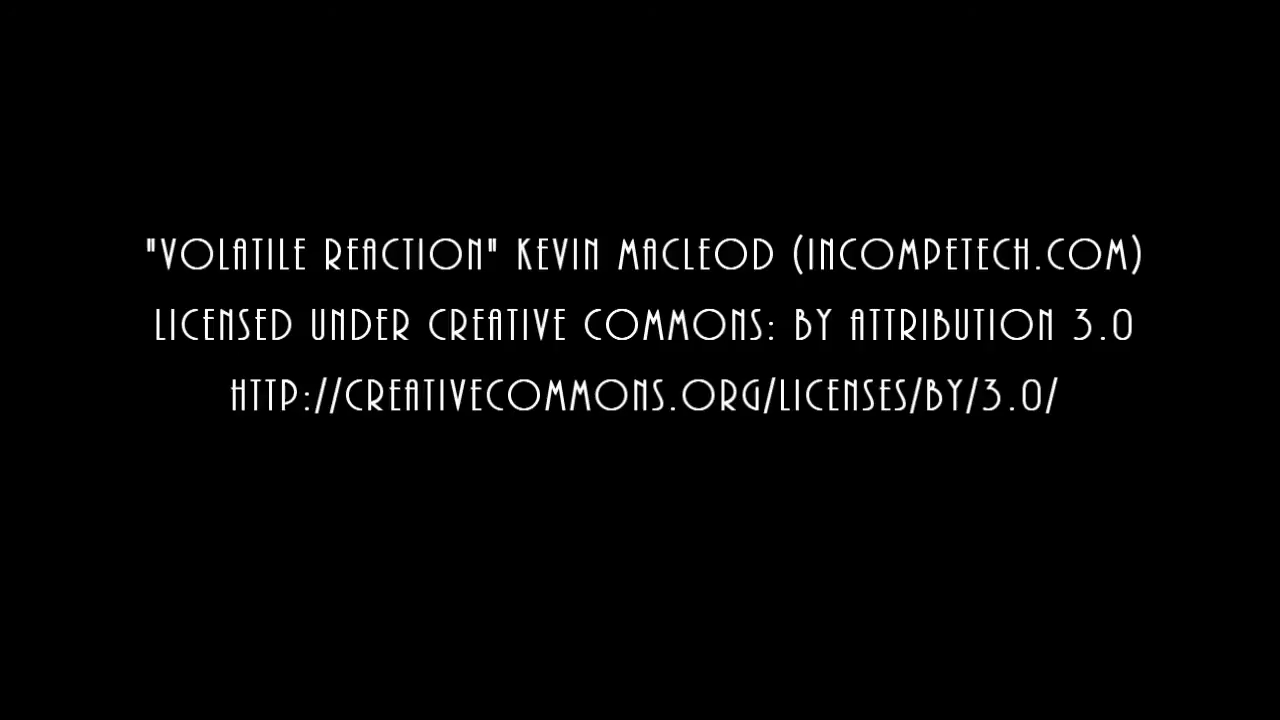 "VOLATILE REACTION" KEVIN MACLEOD (INCOMPETECH.COM)
LICENSED UNDER CREATIVE COMMONS: BY ATTRIBUTION 3.0
HTTP://CREATIVECOMMONS.ORG/LICENSES/BY/3.0/